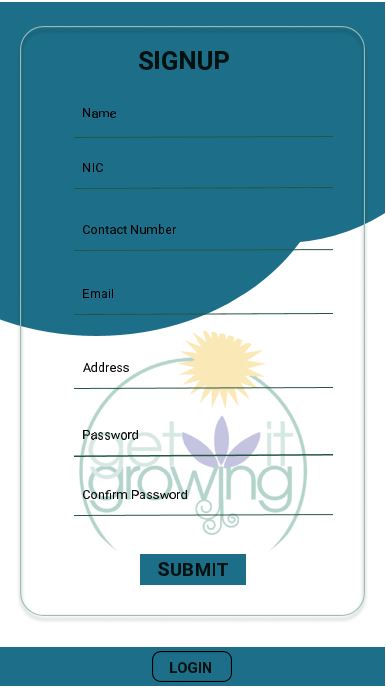 SIGNUP
Name
NIC
Contact Number
Email
Address
get it
Password
growing
Confirm Password
SUBMIT
LOGIN